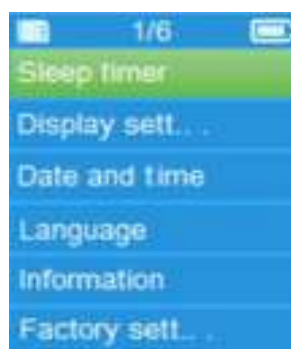 1/6
Sleep timer
Display sett.. .
Date and time
Language
Information
Factory sett.. .